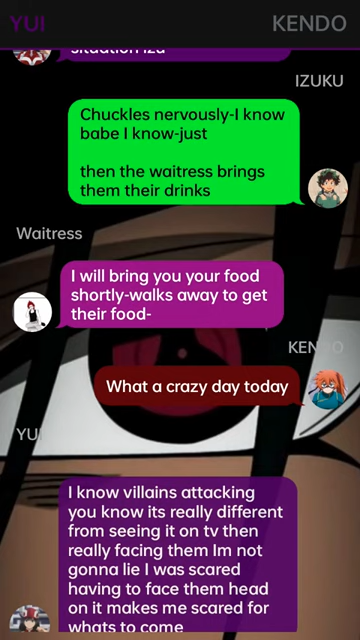 YUI
KENDO
situation Izu
IZUKU
Chuckles nervously-I know
babe I know-just
then the waitress brings
them their drinks
Waitress
I will bring you your food
shortly-walks away to get
their food-
KENDO
What a crazy day today
YUI
I know villains attacking
you know its really different
from seeing it on tv then
really facing them Im not
gonna lie I was scared
having to face them head
on it makes me scared for
whats to come